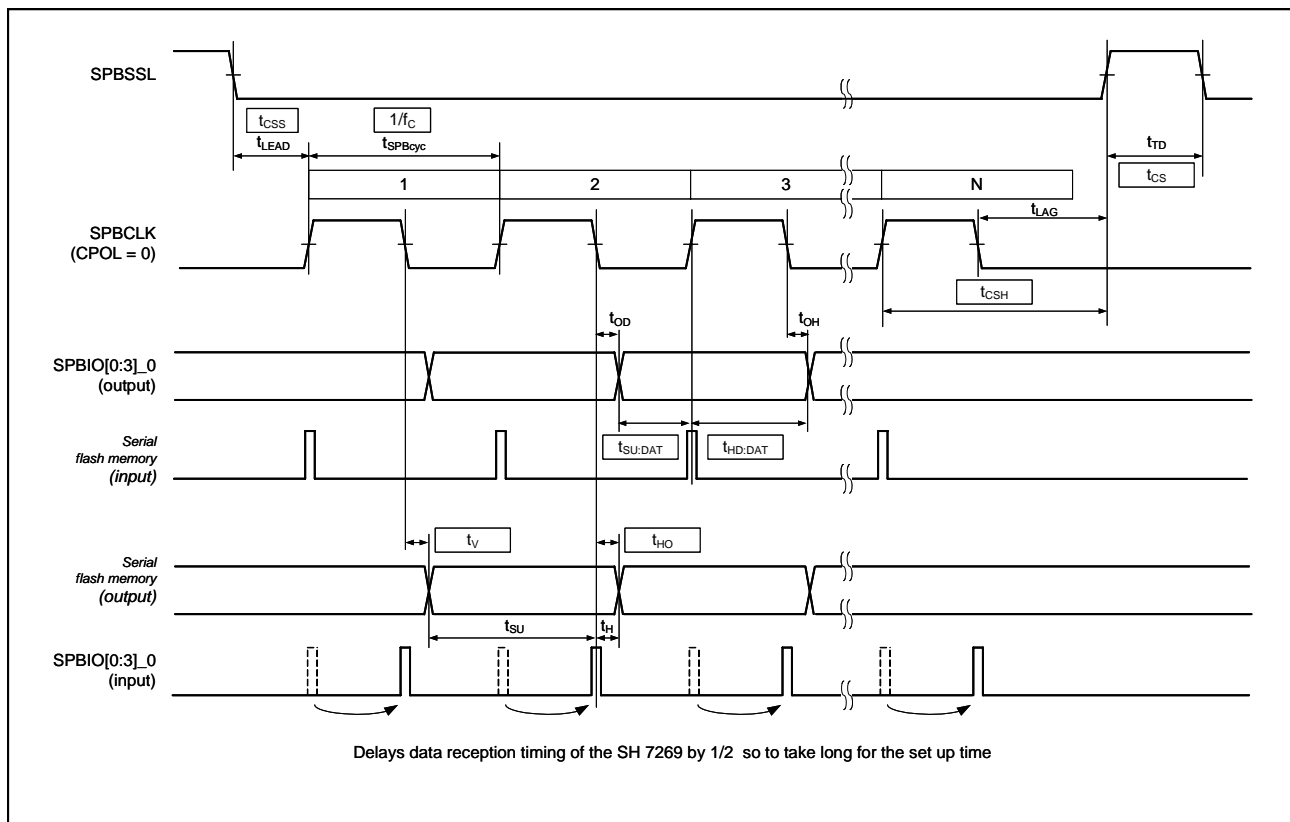 SPBSSL
tCSS
1/fC
tLEAD
tSPBcyc
tTD
tCS
1
2
3
N
tLAG
SPBCLK
(CPOL = 0)
tCSH
tOD
tOH
SPBIO[0:3]_0
(output)
tSU:DAT
tHD:DAT
Serial
flash memory
(input)
tV
tHO
Serial
flash memory
(output)
tSU
tH
SPBIO[0:3]_0
(input)
Delays data reception timing of the SH 7269 by 1/2 so to take long for the set up time